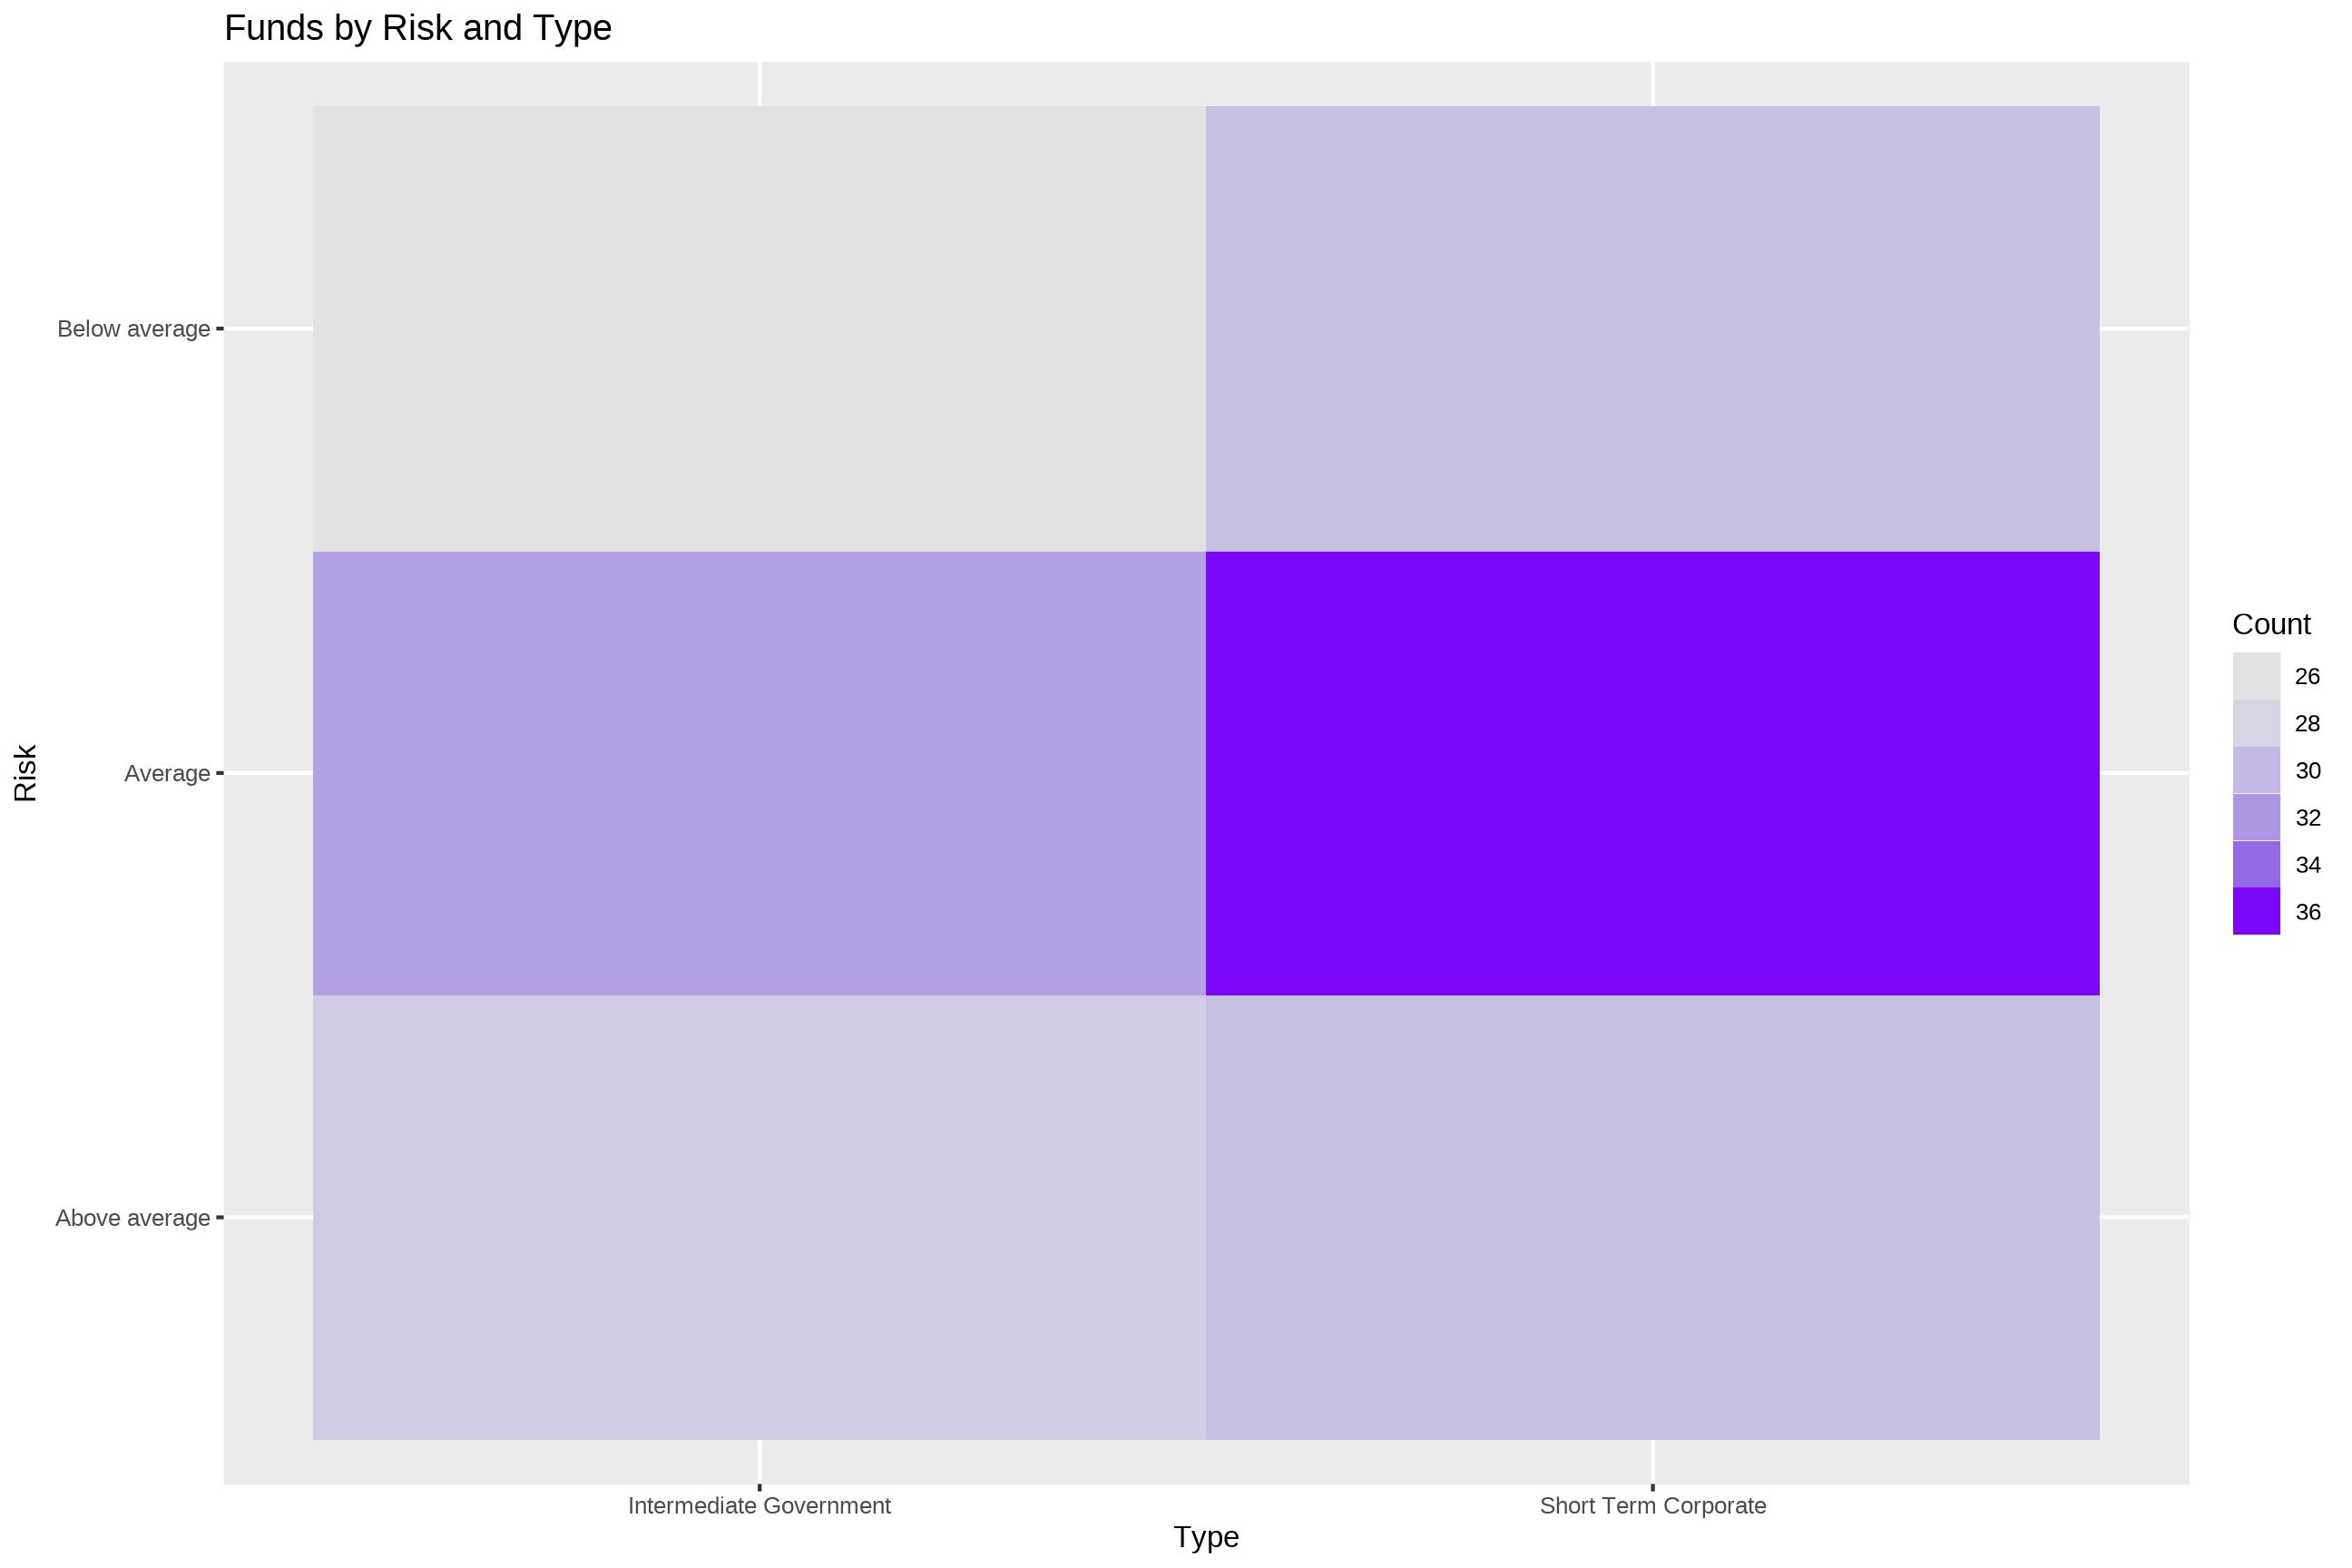 Funds by Risk and Type
Below average
Average
Above average
Risk
Intermediate Government
Short Term Corporate
Type
Count
26
28
30
32
34
36